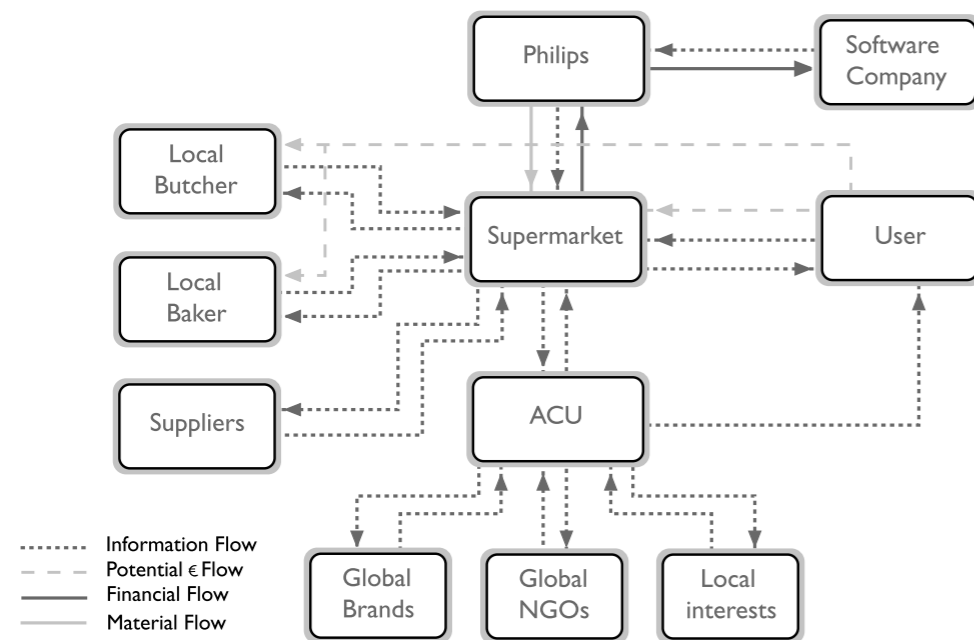 Philips
Software
Company
Local
Butcher
Supermarket
User
Local
Baker
Suppliers
ACU
Global
Brands
Global
NGOs
Local
interests
Information Flow
Potential € Flow
Financial Flow
Material Flow